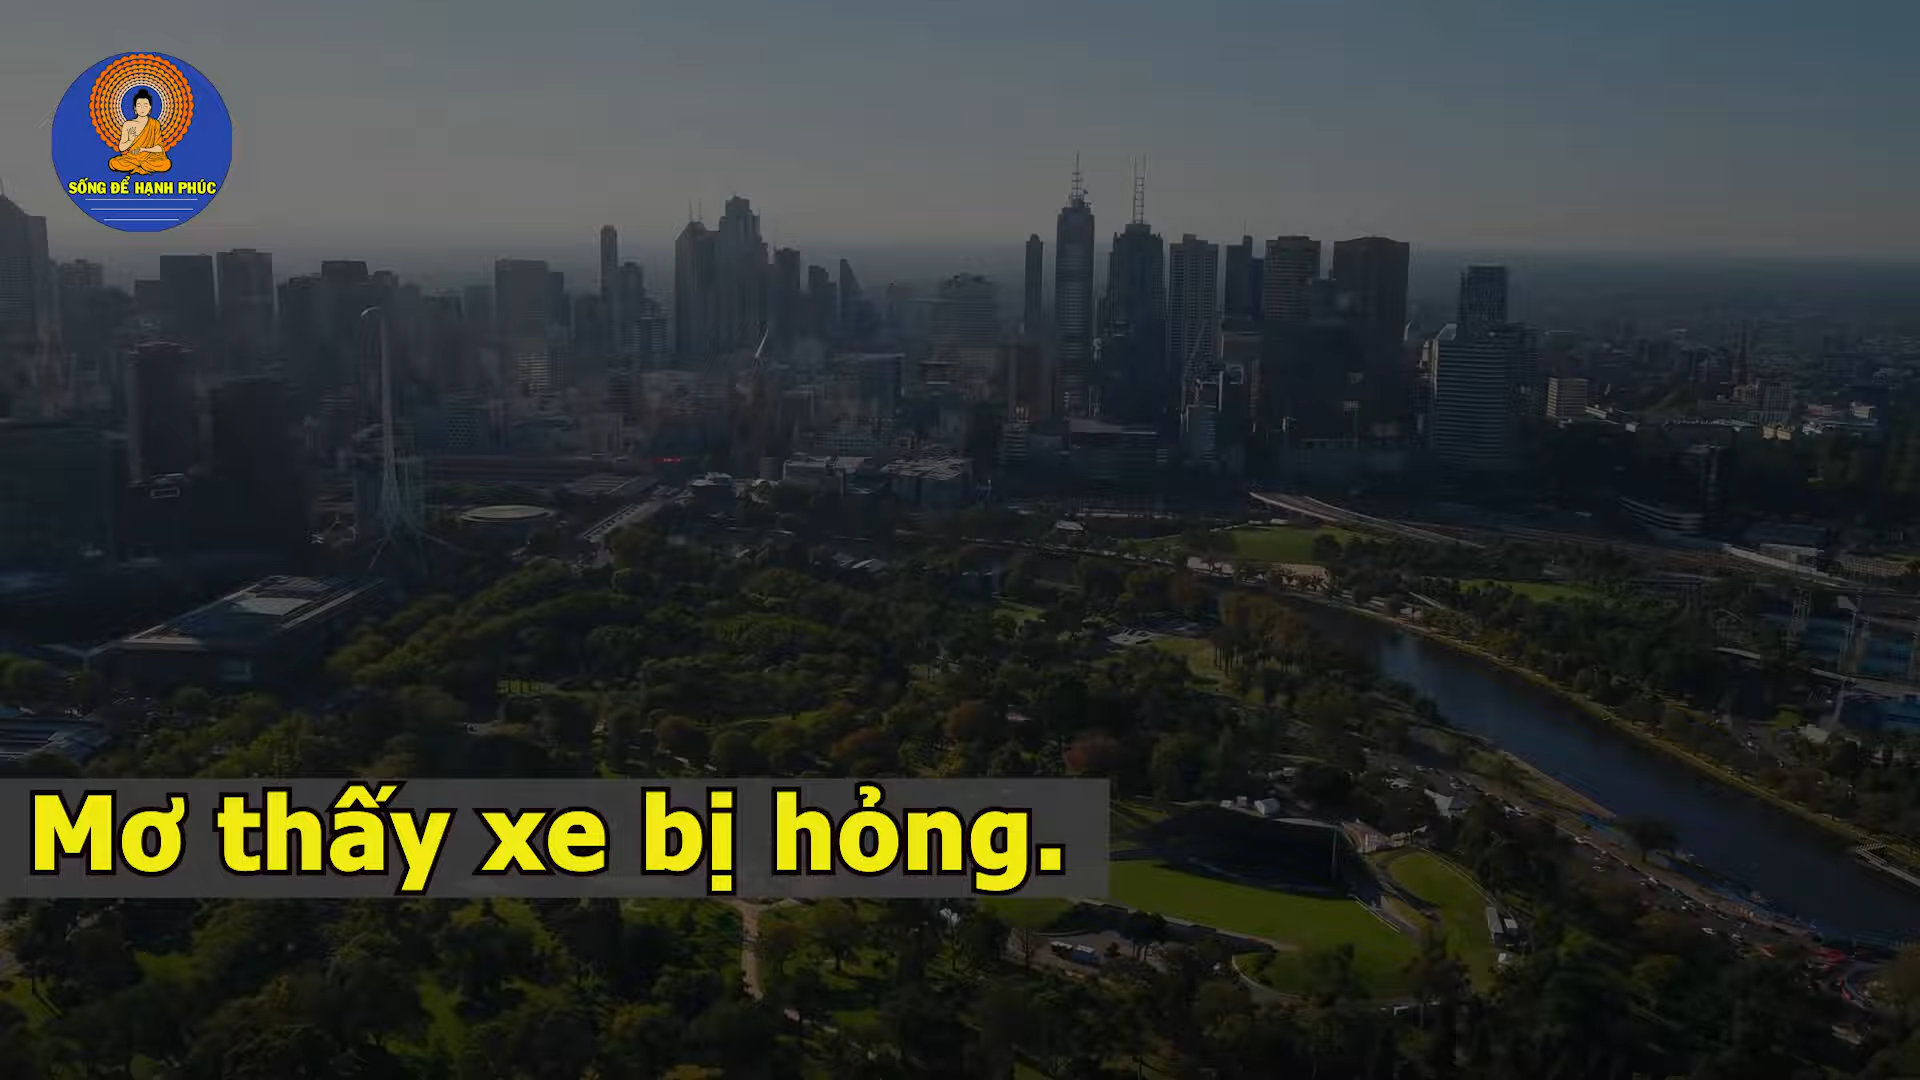 SỐNG ĐỂ HẠNH PHÚC
Mơ thấy xe bị hỏng.